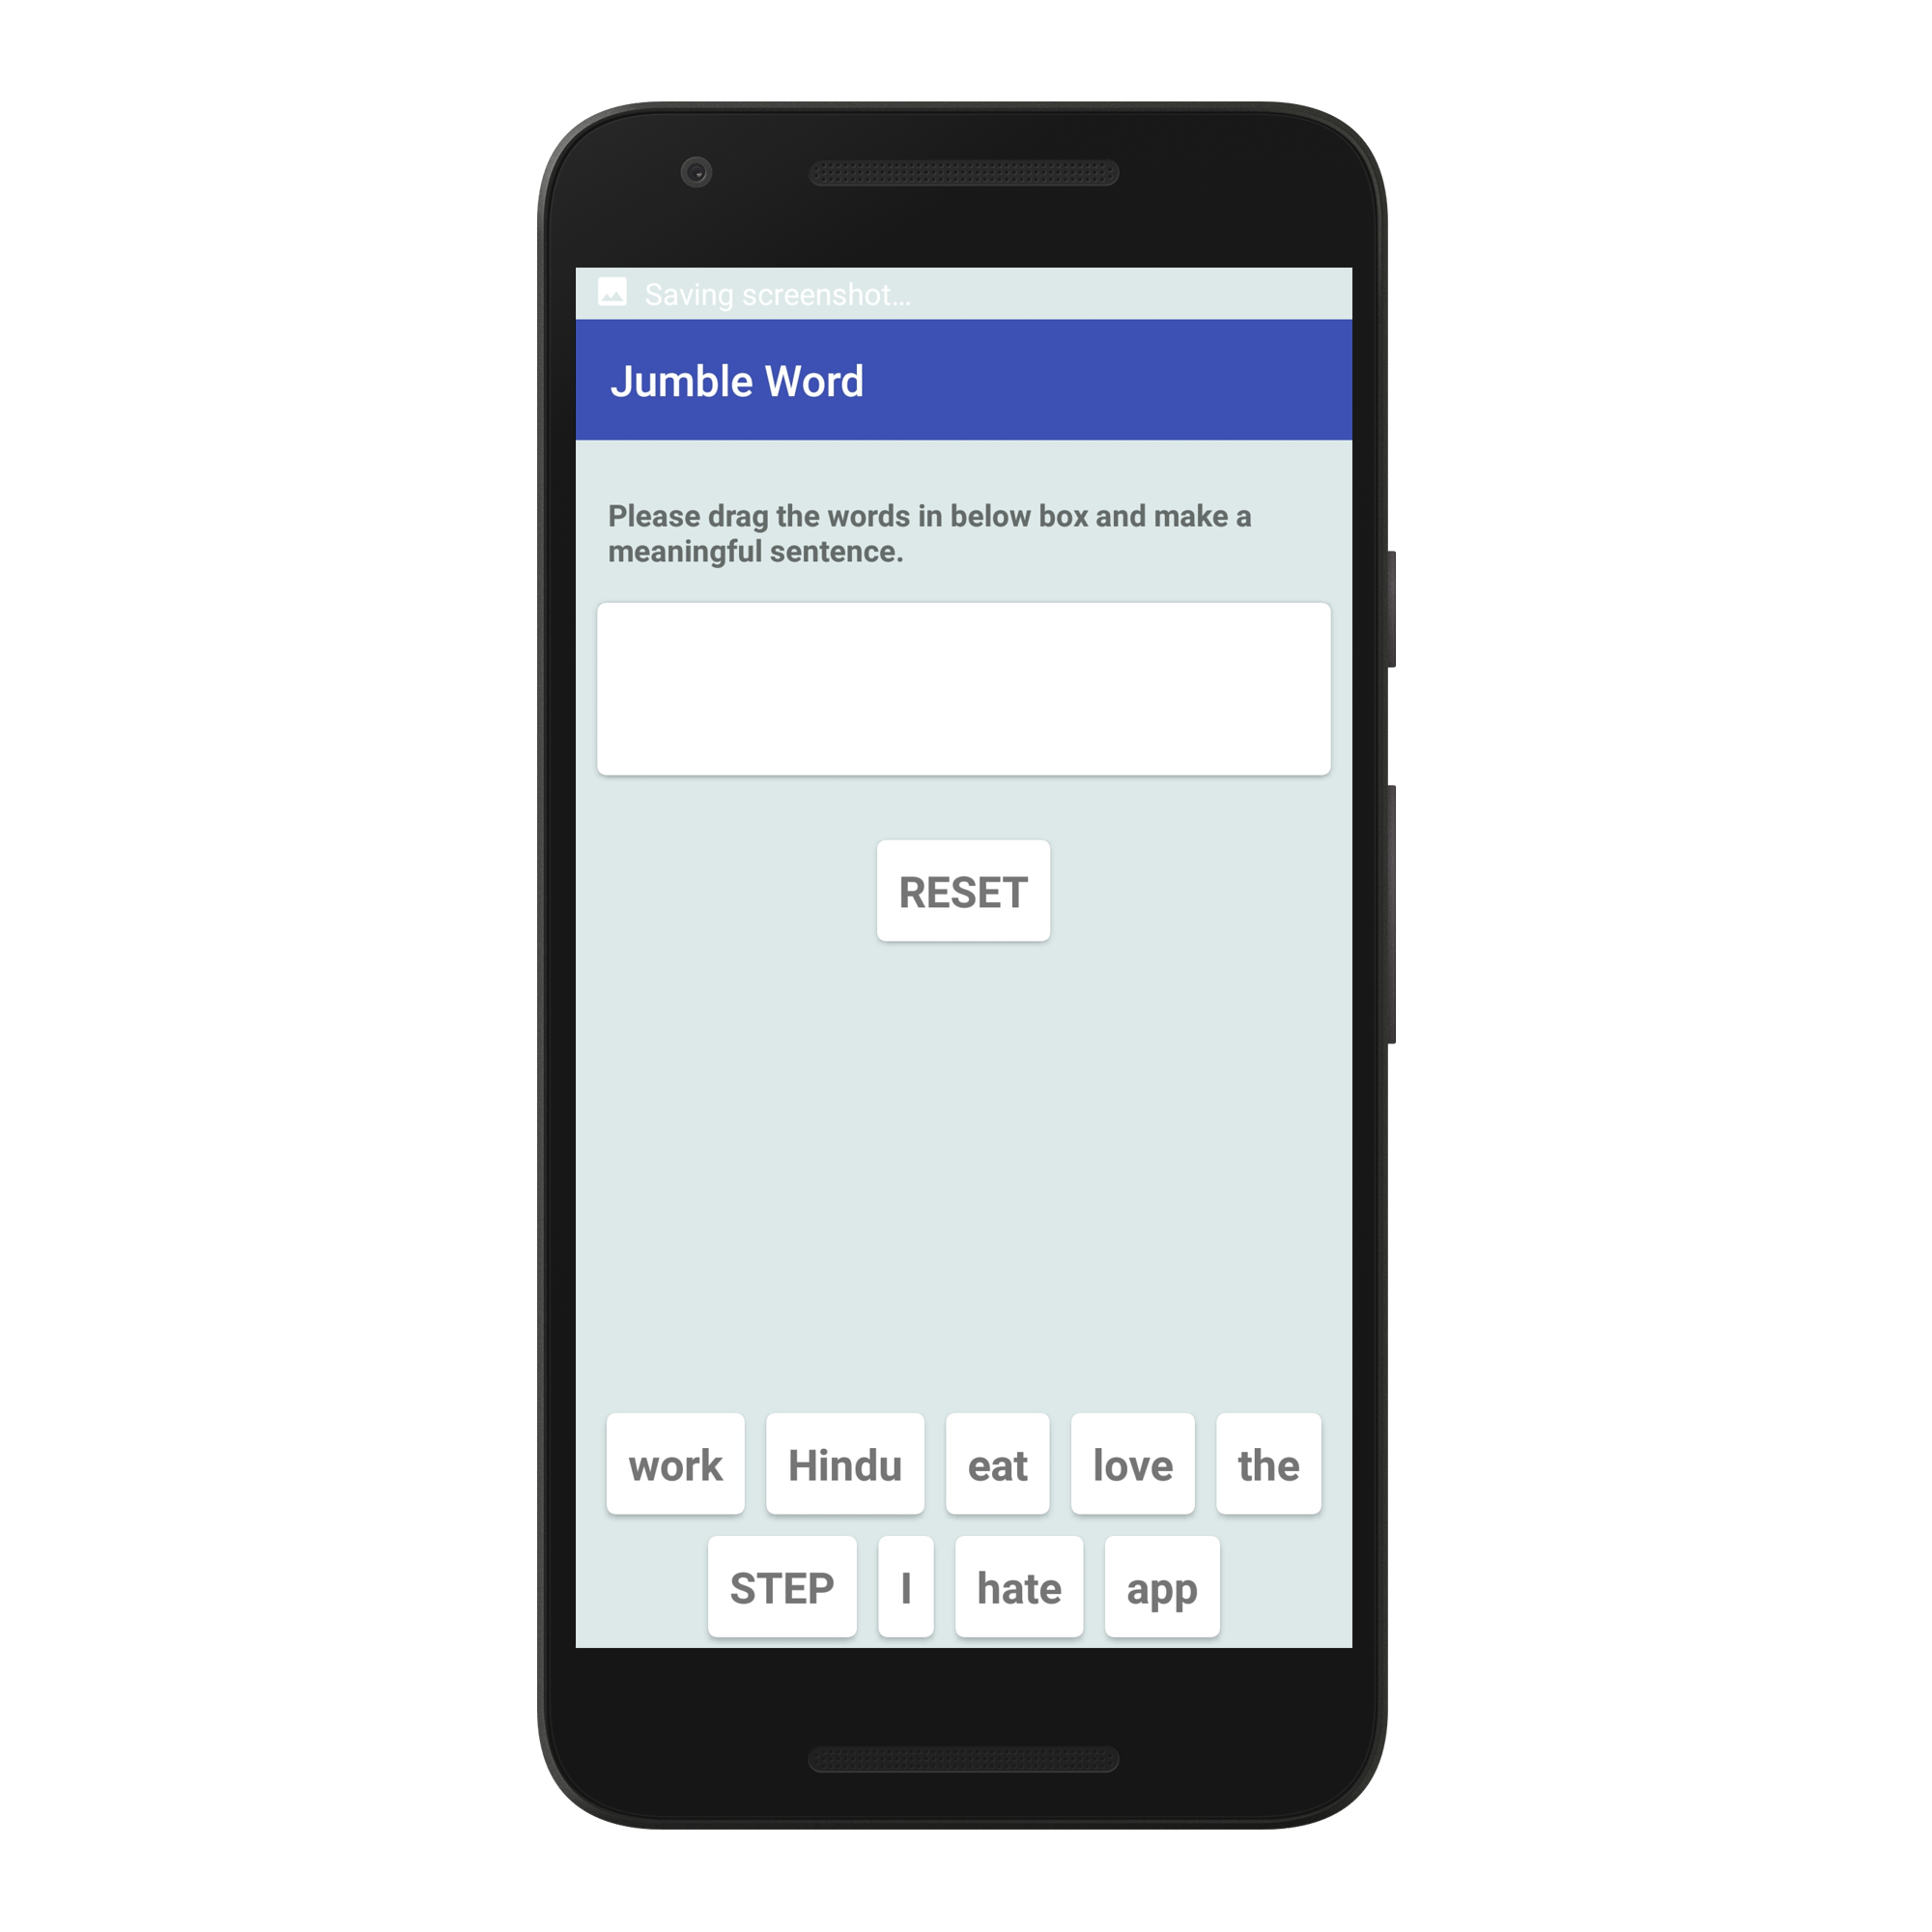 Saving screenshot...
Jumble Word
Please drag the words in below box and make a
meaningful sentence.
RESET
work Hindu eat love the
STEP I hate app